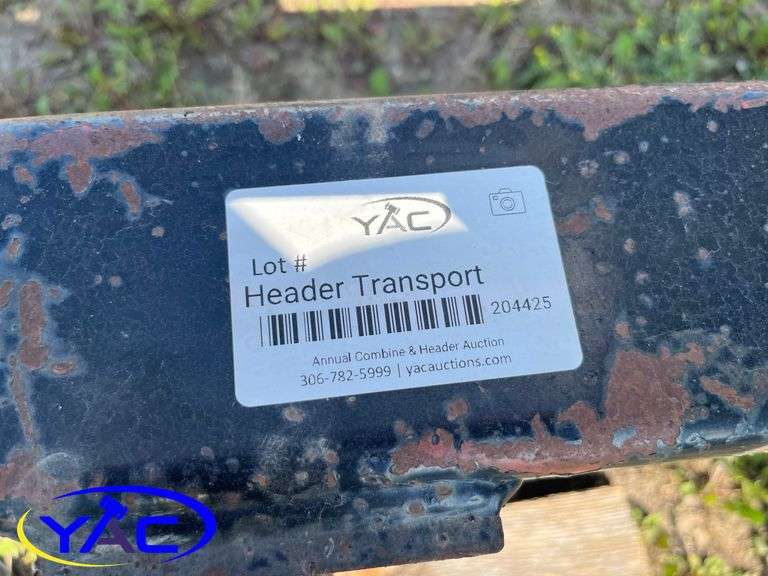 YAC
Lot #
Header Transport
204425
Annual Combine & Header Auction
306-782-5999 | yacauctions.com
YAC